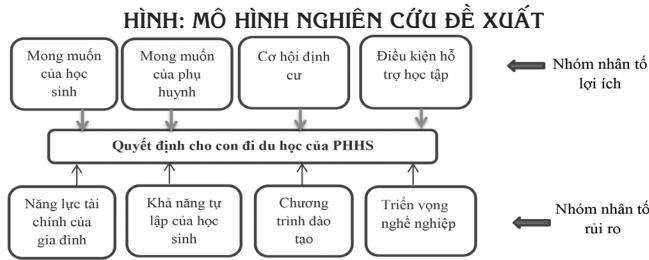 HÌNH: MÔ HÌNH NGHIÊN CỨU ĐỀ XUẤT
Mong muốn
của học
sinh
Mong muốn
của phụ
huynh
Cơ hội định
cư
Điều kiện hỗ
trợ học tập
Nhóm nhân tố
lợi ích
Quyết định cho con đi du học của PHHS
Năng lực tài
chính của
gia đình
Khả năng tự
lập của học
sinh
Chương
trình đào
tạo
Triển vọng
nghề nghiệp
Nhóm nhân tố
rủi ro